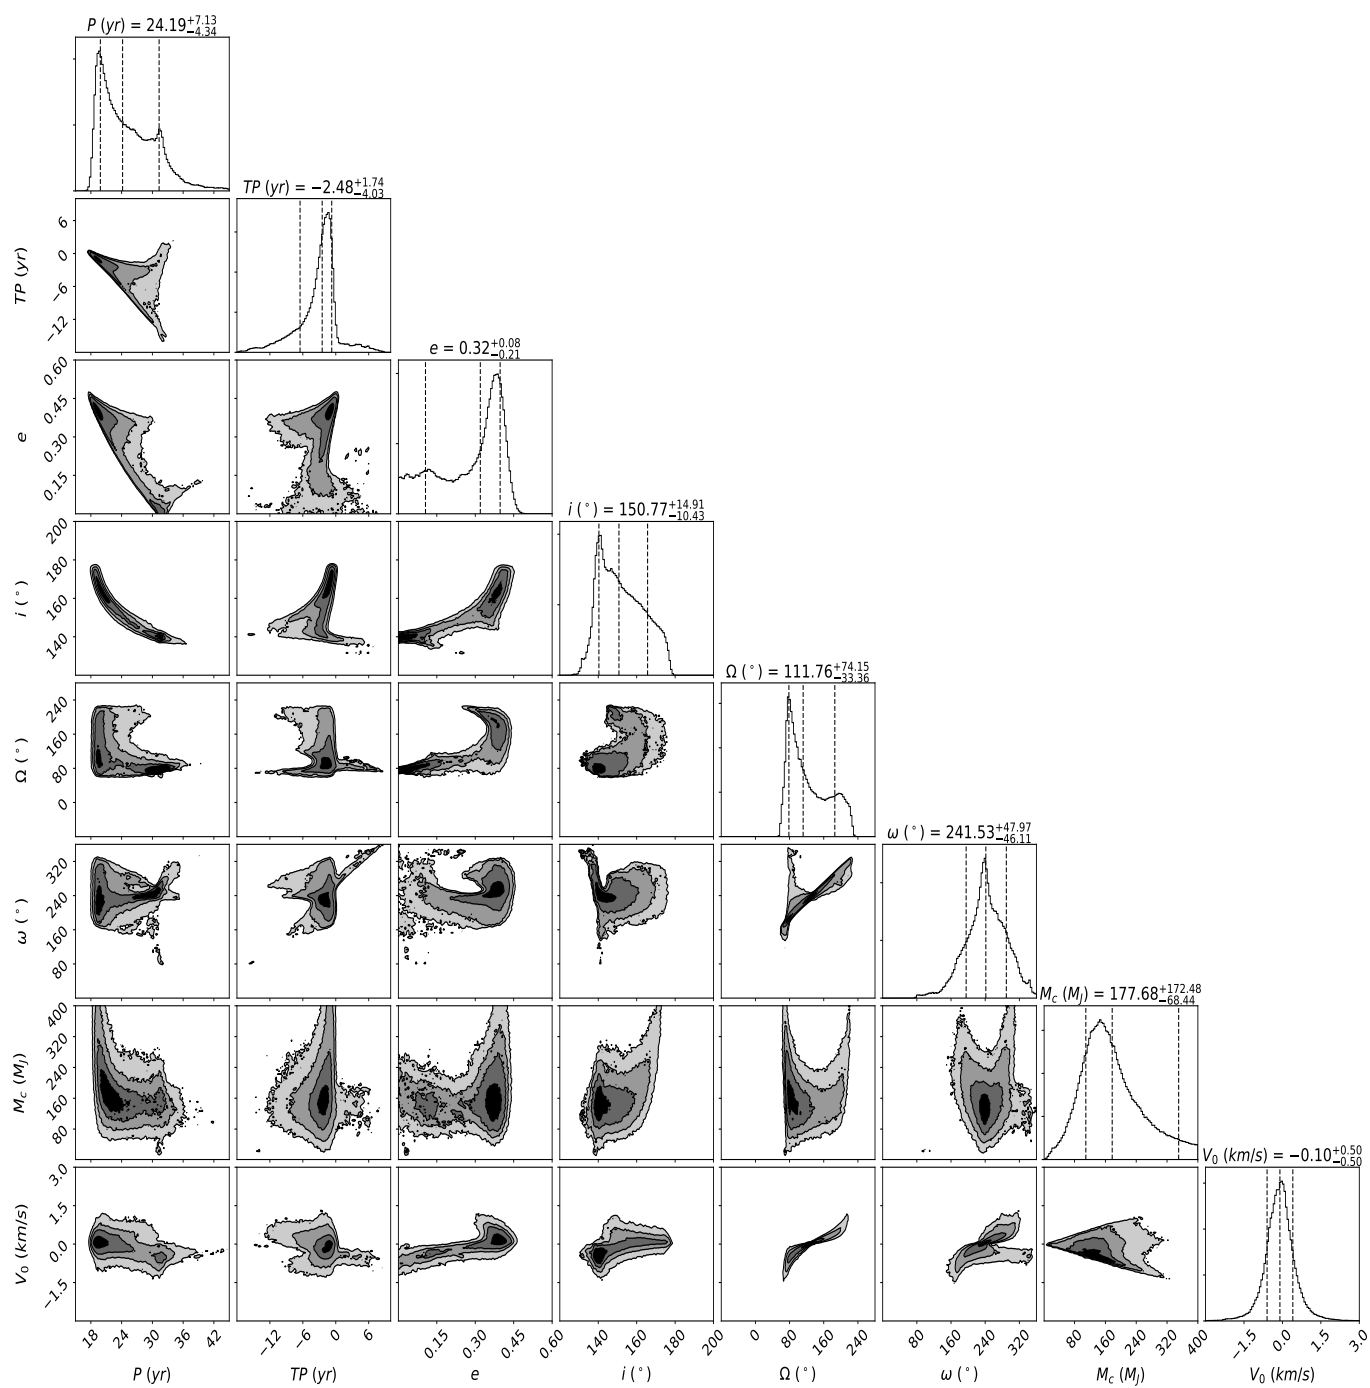 P (yr) = 24.19+7.13−4.34
TP (yr) = −2.48+1.74−4.03
6
0
−6
−12
TP (yr)
e = 0.32+0.08−0.21
0.60
0.45
0.30
0.15
e
i (°) = 150.77+14.91−10.43
200
180
160
140
i (°)
Ω (°) = 111.76+74.15−33.36
240
160
80
0
Ω (°)
ω (°) = 241.53+47.97−46.11
320
240
160
80
ω (°)
Mc (MJ) = 177.68+172.48−68.44
400
320
240
160
80
Mc (MJ)
V0 (km/s) = −0.10+0.50−0.50
3.0
1.5
0.0
−1.5
V0 (km/s)
18 24 30 36 42
−12 −6 0 6
0.15 0.30 0.45 0.60
140 160 180 200
0 80 160 240
80 160 240 320
80 160 240 320 400
−1.5 0.0 1.5 3.0
P (yr) TP (yr) e i (°) Ω (°) ω (°) Mc (MJ) V0 (km/s)